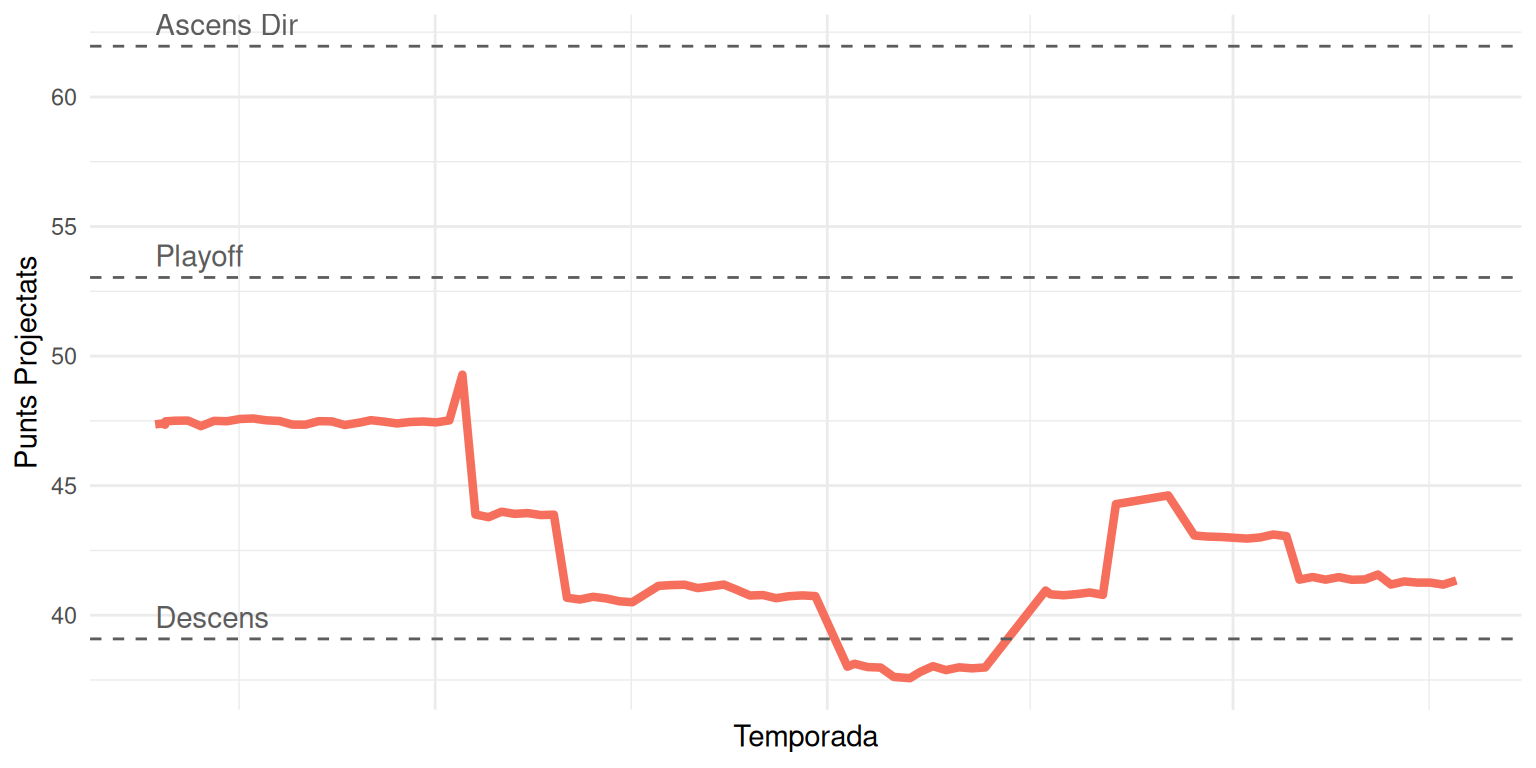 Ascens Dir
60
55
Playoff
50
45
40
Descens
Punts Projectats
Temporada